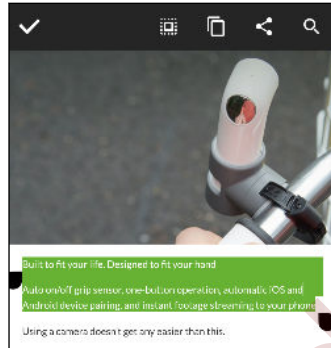 Built to fit your life. Designed to fit your hand
Auto on/off grip sensor, one-button operation, automatic iOS and
Android device pairing, and instant footage streaming to your phone
Using a camera doesn't get any easier than this.